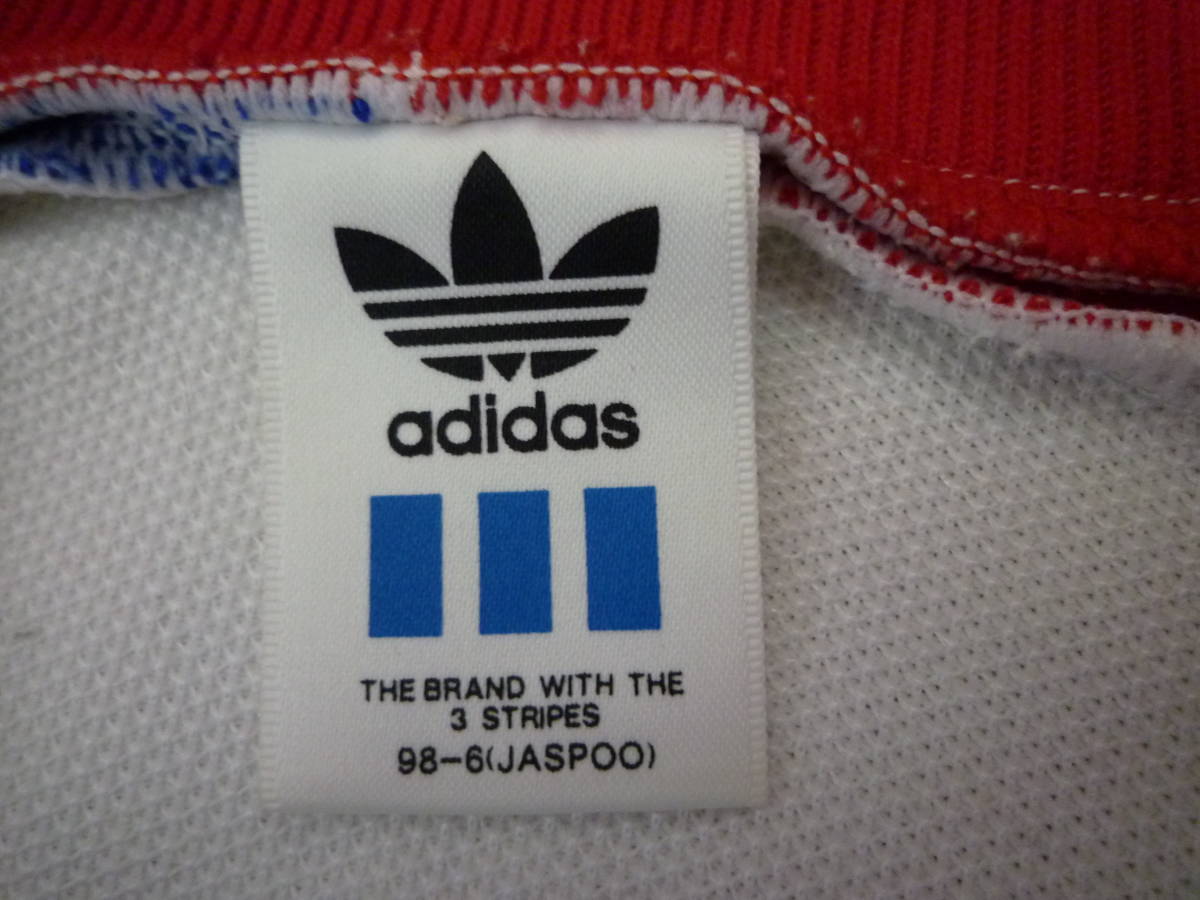 adidas
THE BRAND WITH THE
3 STRIPES
98-6(JASPOO)